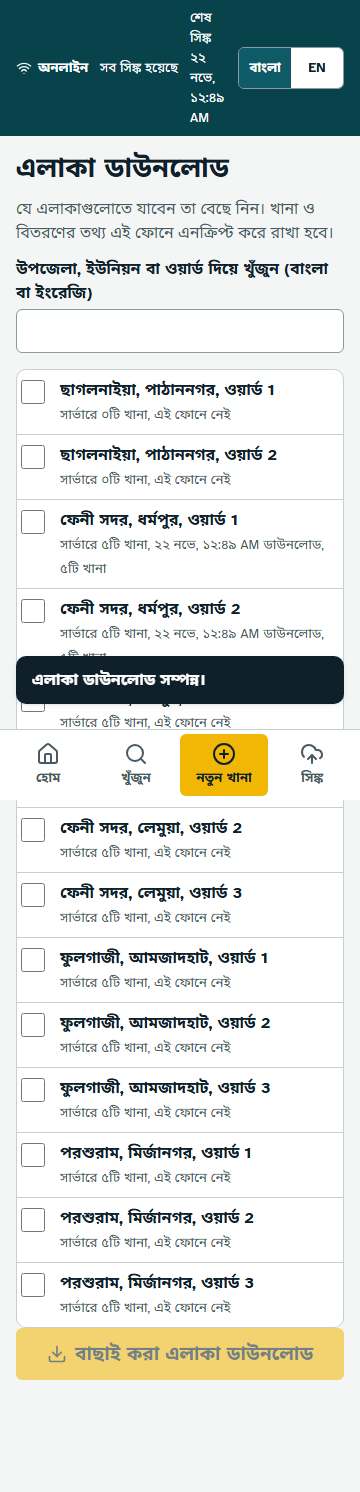 অনলাইন
সব সিঙ্ক হয়েছে
শেষ
সিঙ্ক
২২
নভে,
১২:৪৯
AM
বাংলা
EN
এলাকা ডাউনলোড
যে এলাকাগুলোতে যাবেন তা বেছে নিন। খানা ও
বিতরণের তথ্য এই ফোনে এনক্রিপ্ট করে রাখা হবে।
উপজেলা, ইউনিয়ন বা ওয়ার্ড দিয়ে খুঁজুন (বাংলা
বা ইংরেজি)
ছাগলনাইয়া, পাঠাননগর, ওয়ার্ড 1
সার্ভারে ০টি খানা, এই ফোনে নেই
ছাগলনাইয়া, পাঠাননগর, ওয়ার্ড 2
সার্ভারে ০টি খানা, এই ফোনে নেই
ফেনী সদর, ধর্মপুর, ওয়ার্ড 1
সার্ভারে ৫টি খানা, ২২ নভে, ১২:৪৯ AM ডাউনলোড,
৫টি খানা
ফেনী সদর, ধর্মপুর, ওয়ার্ড 2
সার্ভারে ৫টি খানা, ২২ নভে, ১২:৪৯ AM ডাউনলোড,
এলাকা ডাউনলোড সম্পন্ন।
সার্ভারে ৫টি খানা, এই ফোনে নেই
হোম
খুঁজুন
নতুন খানা
সিঙ্ক
ফেনী সদর, লেমুয়া, ওয়ার্ড 2
সার্ভারে ৫টি খানা, এই ফোনে নেই
ফেনী সদর, লেমুয়া, ওয়ার্ড 3
সার্ভারে ৫টি খানা, এই ফোনে নেই
ফুলগাজী, আমজাদহাট, ওয়ার্ড 1
সার্ভারে ৫টি খানা, এই ফোনে নেই
ফুলগাজী, আমজাদহাট, ওয়ার্ড 2
সার্ভারে ৫টি খানা, এই ফোনে নেই
ফুলগাজী, আমজাদহাট, ওয়ার্ড 3
সার্ভারে ৫টি খানা, এই ফোনে নেই
পরশুরাম, মির্জানগর, ওয়ার্ড 1
সার্ভারে ৫টি খানা, এই ফোনে নেই
পরশুরাম, মির্জানগর, ওয়ার্ড 2
সার্ভারে ৫টি খানা, এই ফোনে নেই
পরশুরাম, মির্জানগর, ওয়ার্ড 3
সার্ভারে ৫টি খানা, এই ফোনে নেই
বাছাই করা এলাকা ডাউনলোড